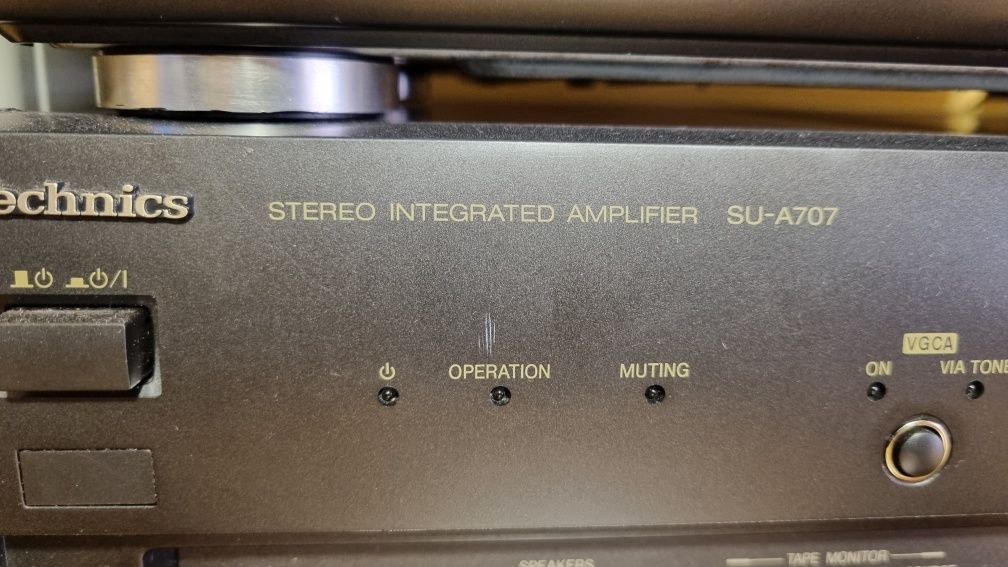 echnics
STEREO INTEGRATED AMPLIFIER SU-A707
⏻ ⏻/I
⏻ OPERATION MUTING
VGCA
ON VIA TONE
SPEAKERS
TAPE MONITOR